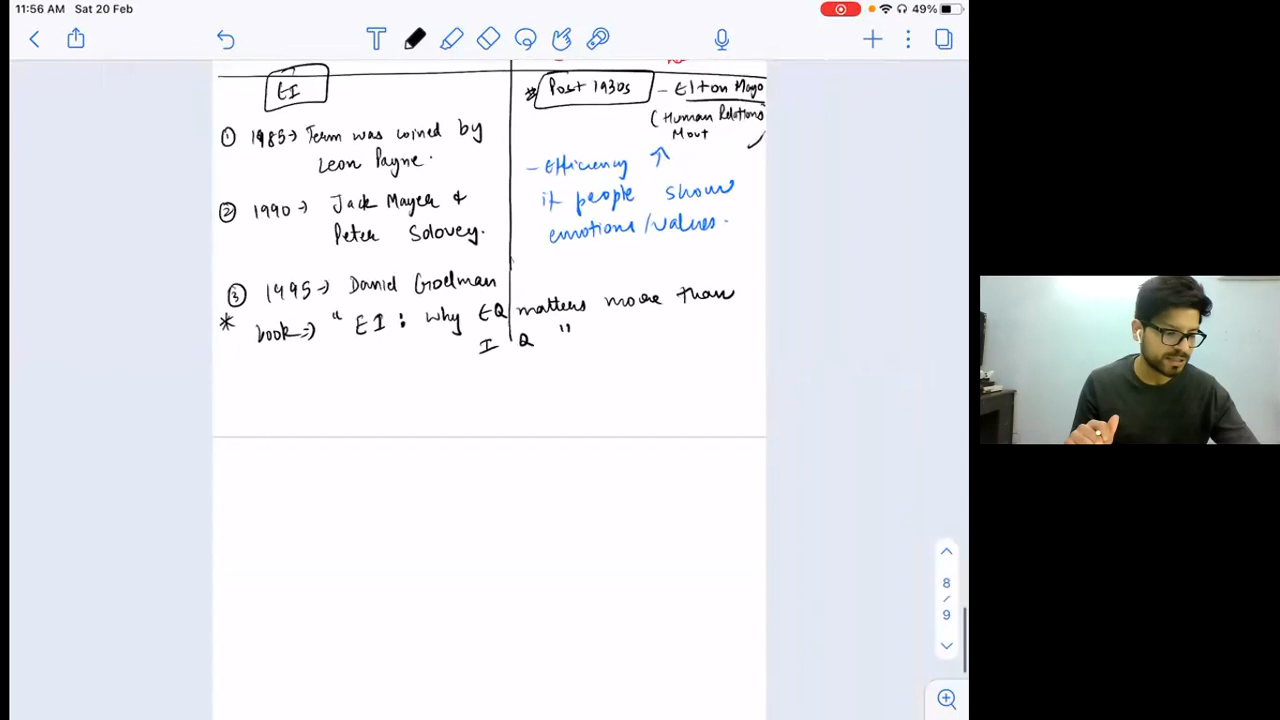 11:56 AM Sat 20 Feb
49%
EI
① 1985→ Term was coined by
Leon Payne.
② 1990→ Jack Mayer &
Peter Solovey.
③ 1995→ Daniel Goelman
* book⇒ "EI: Why EQ matters more than
IQ"
* Post 1930s - Elton Mayo
(Human Relations
Movt
- Efficiency ↑
if people show
emotions/values.
8
/
9